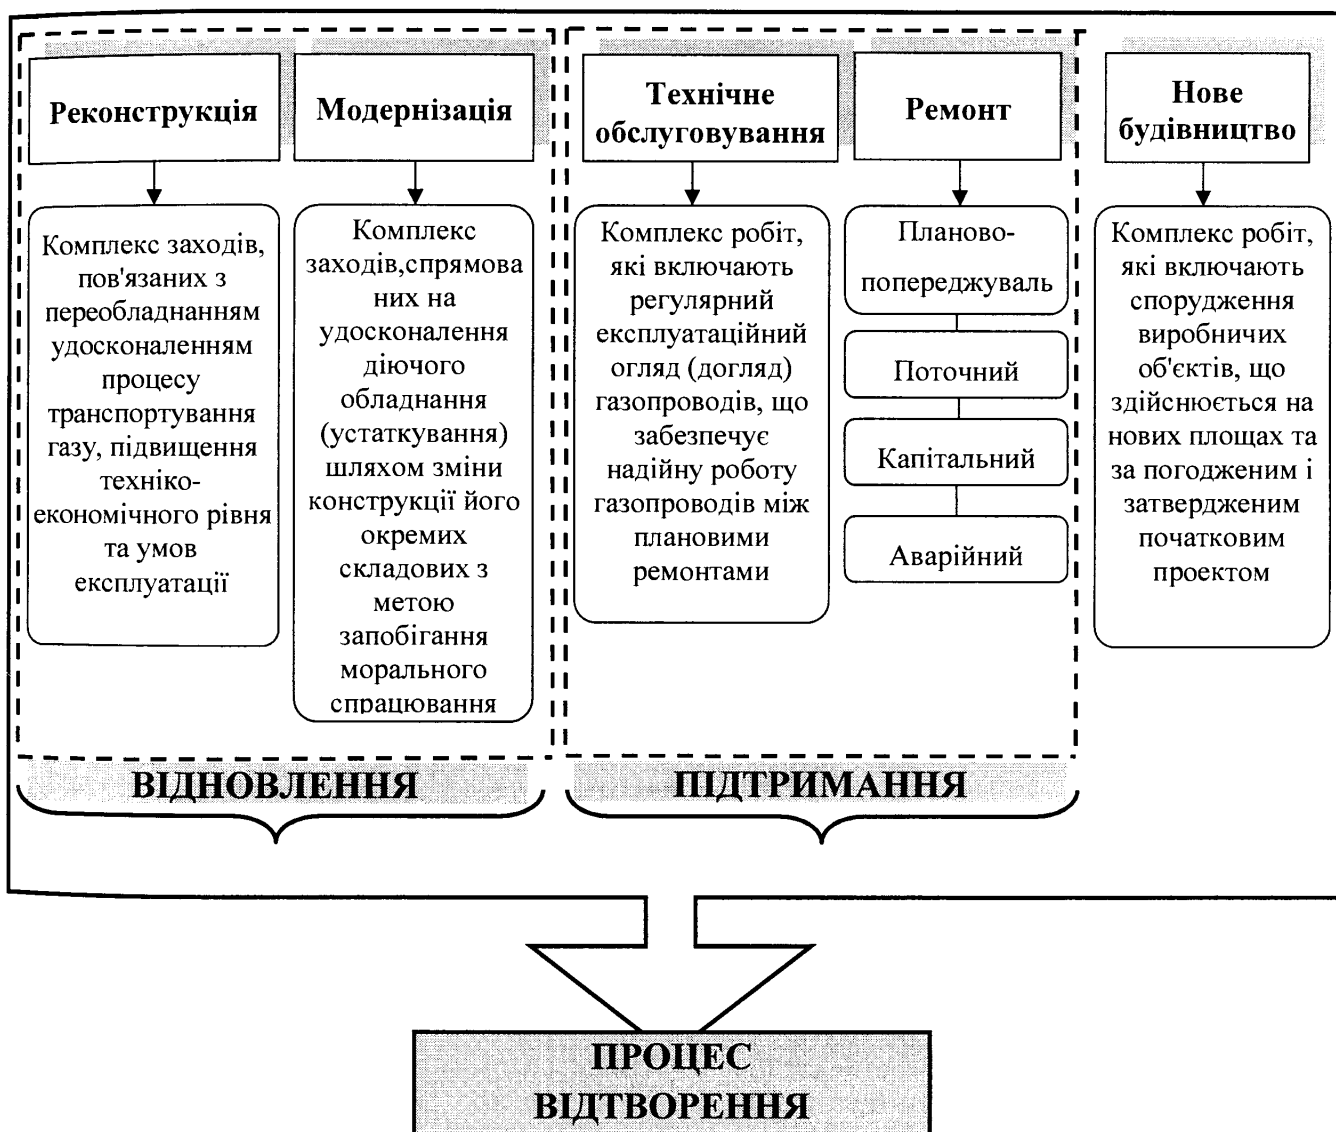 Реконструкція
Модернізація
Технічне
обслуговування
Ремонт
Нове
будівництво
Комплекс заходів,
пов'язаних з
переобладнанням
удосконаленням
процесу
транспортування
газу, підвищення
техніко-
економічного рівня
та умов
експлуатації
Комплекс
заходів,спрямова
них на
удосконалення
діючого
обладнання
(устаткування)
шляхом зміни
конструкції його
окремих
складових з
метою
запобігання
морального
спрацювання
Комплекс робіт,
які включають
регулярний
експлуатаційний
огляд (догляд)
газопроводів, що
забезпечує
надійну роботу
газопроводів між
плановими
ремонтами
Планово-
попереджуваль
Поточний
Капітальний
Аварійний
Комплекс робіт,
які включають
спорудження
виробничих
об'єктів, що
здійснюється на
нових площах та
за погодженим і
затвердженим
початковим
проектом
ВІДНОВЛЕННЯ
ПІДТРИМАННЯ
ПРОЦЕС
ВІДТВОРЕННЯ